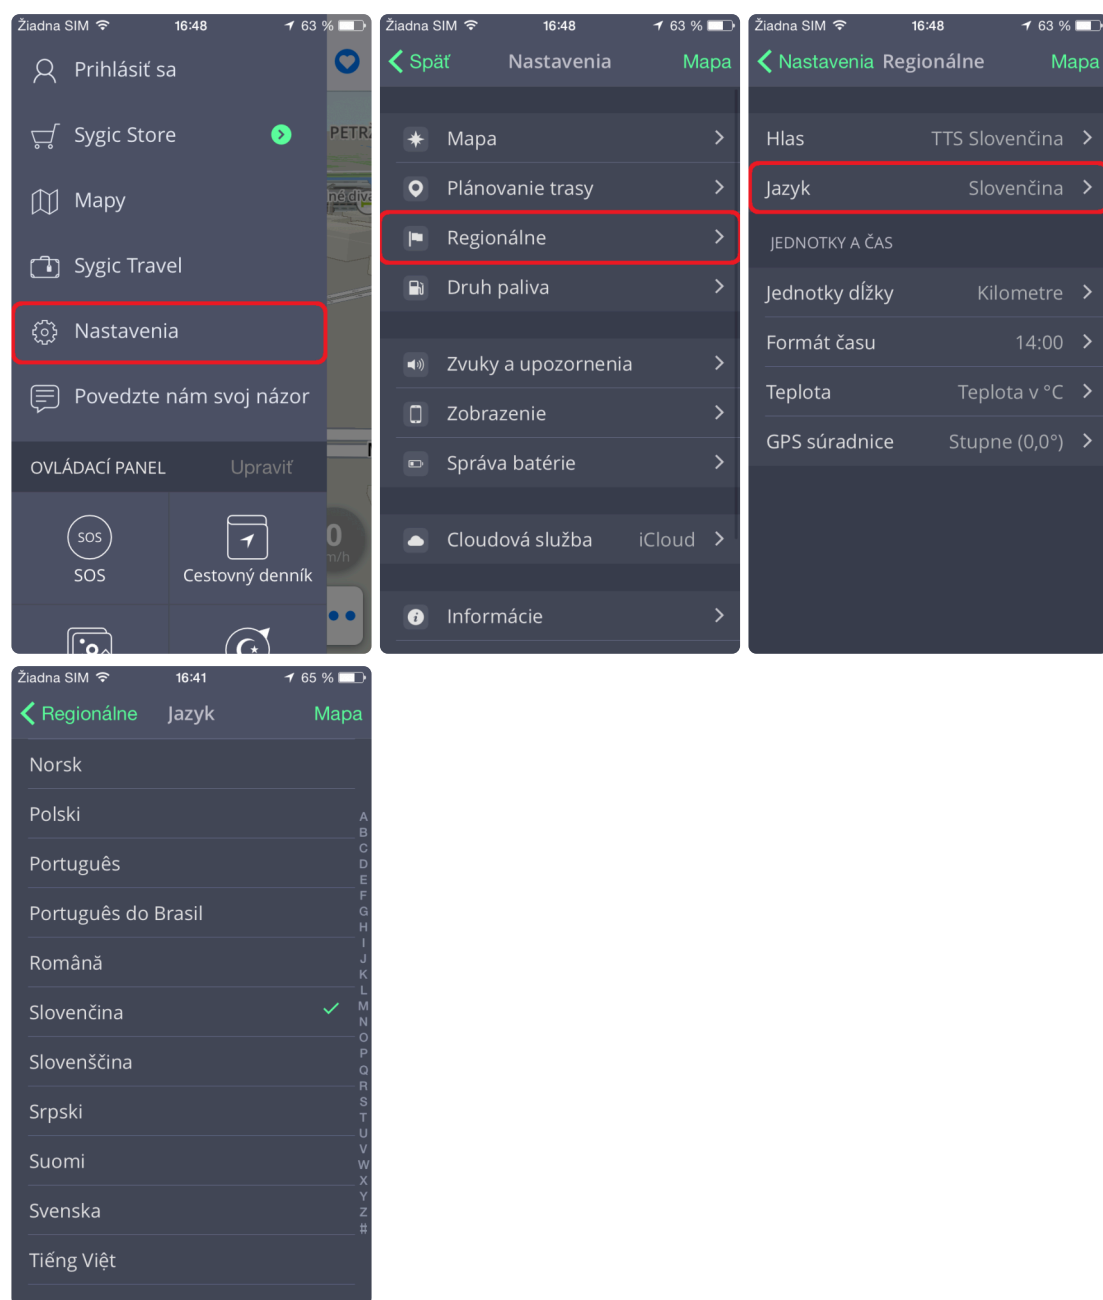 Žiadna SIM 16:48 63 %
Prihlásiť sa
Sygic Store
PETRŽ
Mapy
Sygic Travel
Nastavenia
Povedzte nám svoj názor
OVLÁDACÍ PANEL Upraviť
SOS
SOS
Cestovný denník
0
m/h
Žiadna SIM 16:48 63 %
Späť Nastavenia Mapa
Mapa
Plánovanie trasy
Regionálne
Druh paliva
Zvuky a upozornenia
Zobrazenie
Správa batérie
Cloudová služba iCloud
Informácie
Žiadna SIM 16:48 63 %
Nastavenia Regionálne Mapa
Hlas TTS Slovenčina
Jazyk Slovenčina
JEDNOTKY A ČAS
Jednotky dĺžky Kilometre
Formát času 14:00
Teplota Teplota v °C
GPS súradnice Stupne (0,0°)
Žiadna SIM 16:41 65 %
Regionálne Jazyk Mapa
Norsk
Polski
Português
Português do Brasil
Română
Slovenčina
Slovenščina
Srpski
Suomi
Svenska
Tiếng Việt
A
B
C
D
E
F
G
H
I
J
K
L
M
N
O
P
Q
R
S
T
U
V
W
X
Y
Z
#